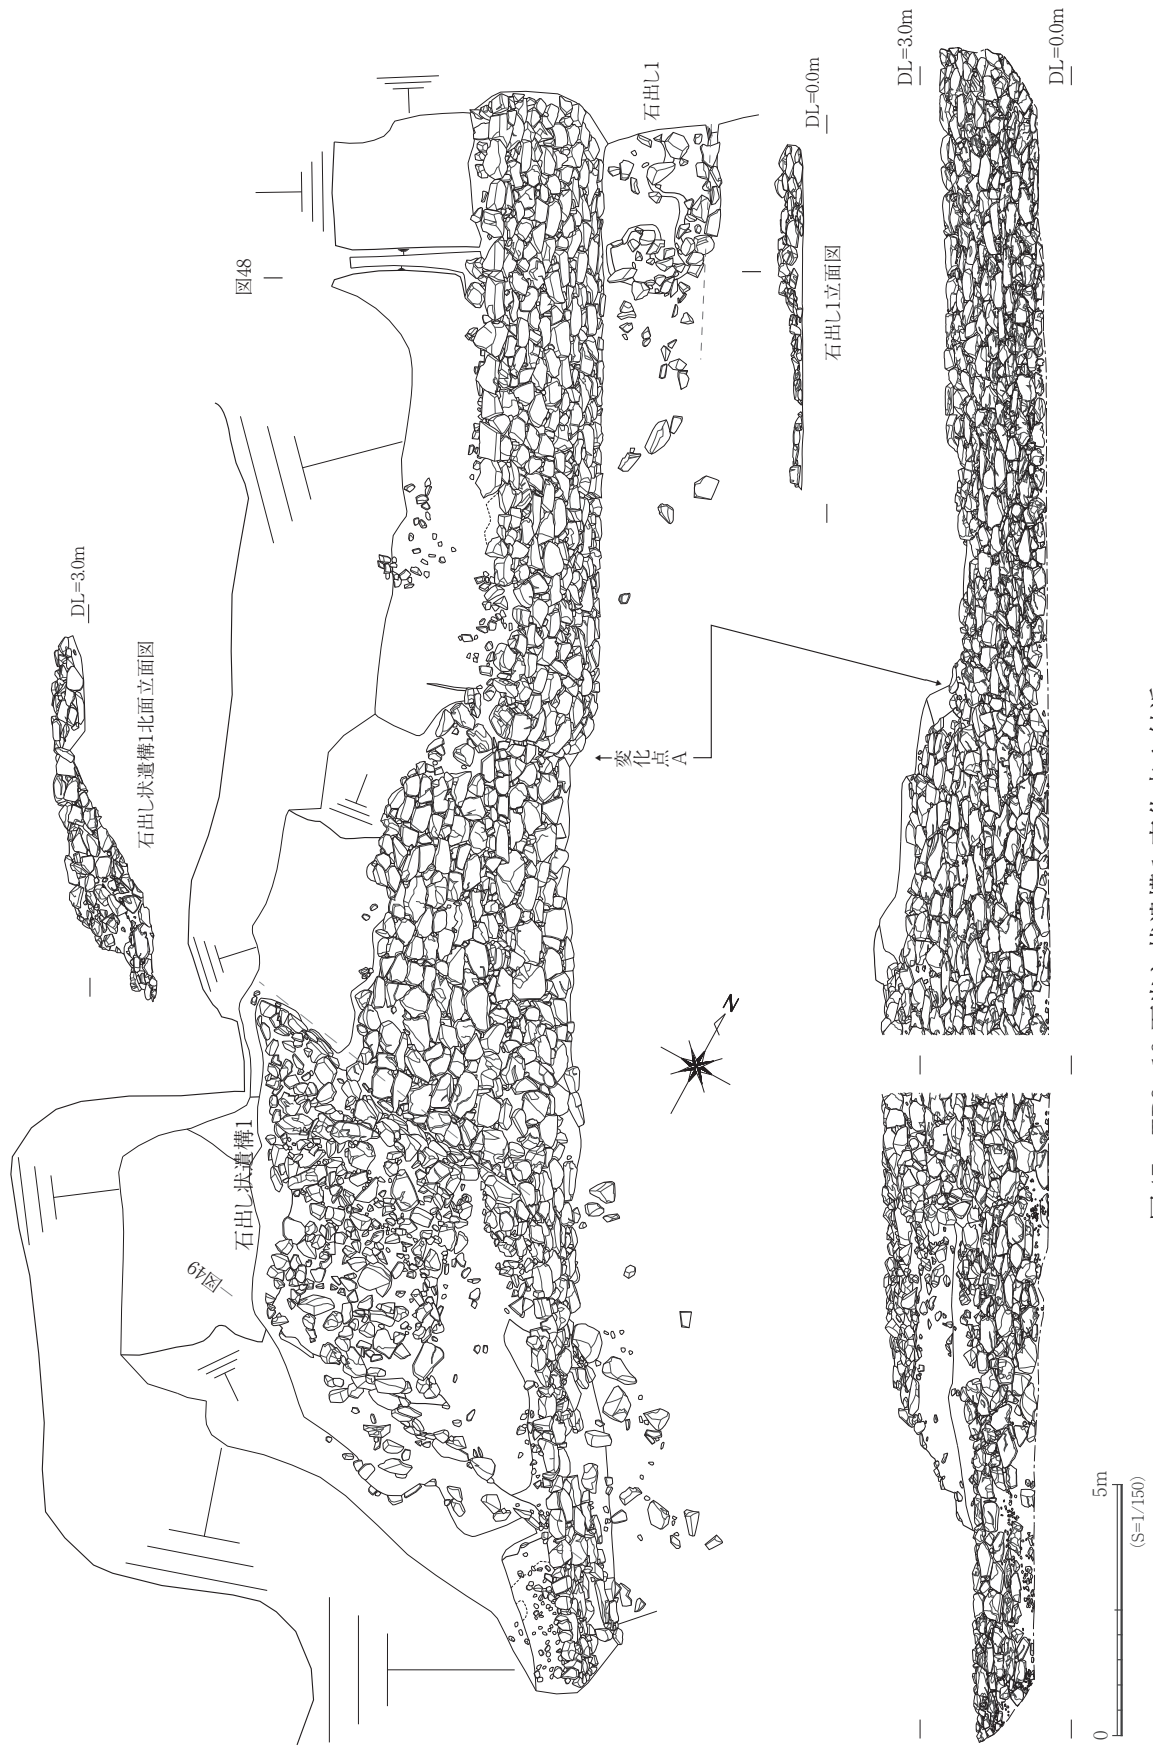 DL=3.0m
DL=0.0m
石出し1
DL=0.0m
図48
石出し1立面図
DL=3.0m
石出し状遺構1北面立面図
変化点
A
N
石出し状遺構1
図49
0
5m
(S=1/150)